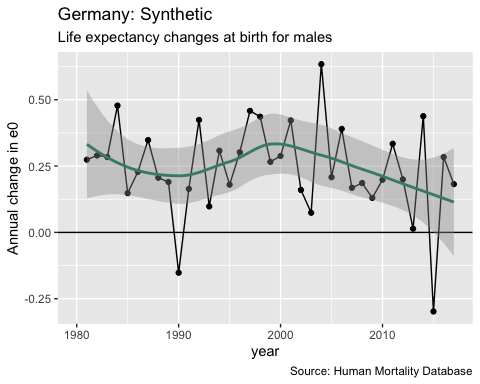 Germany: Synthetic
Life expectancy changes at birth for males
Annual change in e0
0.50
0.25
0.00
-0.25
1980 1990 2000 2010
year
Source: Human Mortality Database